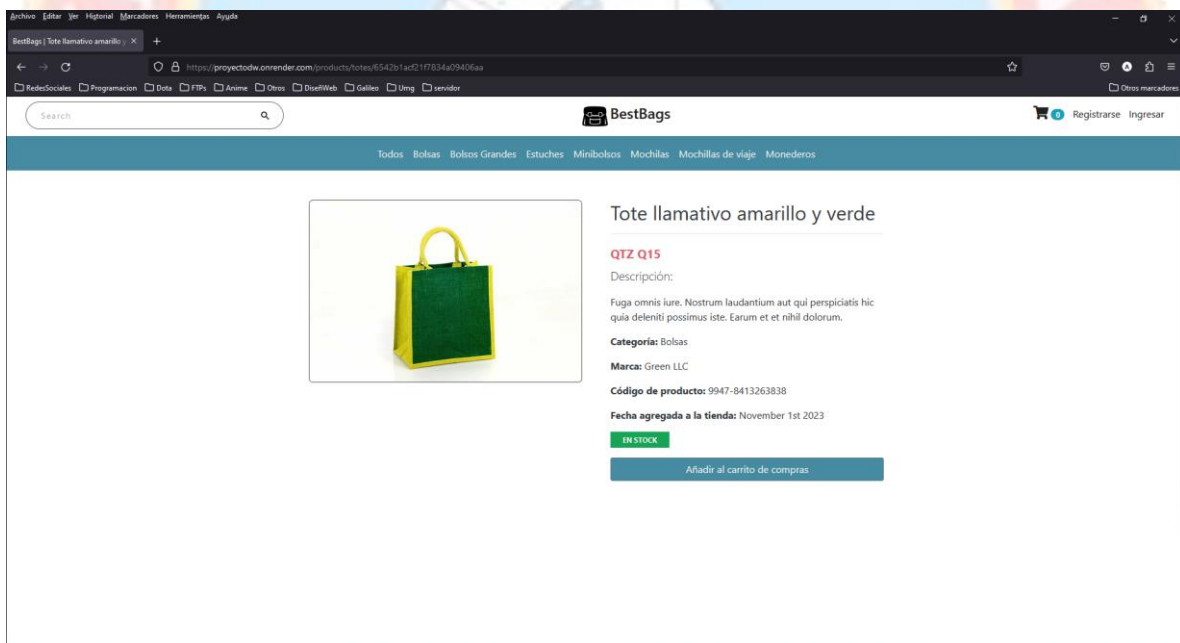 Archivo Editar Ver Historial Marcadores Herramientas Ayuda
BestBags | Tote llamativo amarillo y
https://proyectodw.onrender.com/products/totes/6542b1acf21f7834a09406aa
RedesSociales Programacion Dota FTPs Anime Otros DiseñWeb Galileo Umg servidor Otros marcadores
Search BestBags 0 Registrarse Ingresar
Todos Bolsas Bolsos Grandes Estuches Minibolsos Mochilas Mochillas de viaje Monederos
Tote llamativo amarillo y verde
QTZ Q15
Descripción:
Fuga omnis iure. Nostrum laudantium aut qui perspiciatis hic
quia deleniti possimus iste. Earum et et nihil dolorum.
Categoría: Bolsas
Marca: Green LLC
Código de producto: 9947-8413263838
Fecha agregada a la tienda: November 1st 2023
EN STOCK
Añadir al carrito de compras